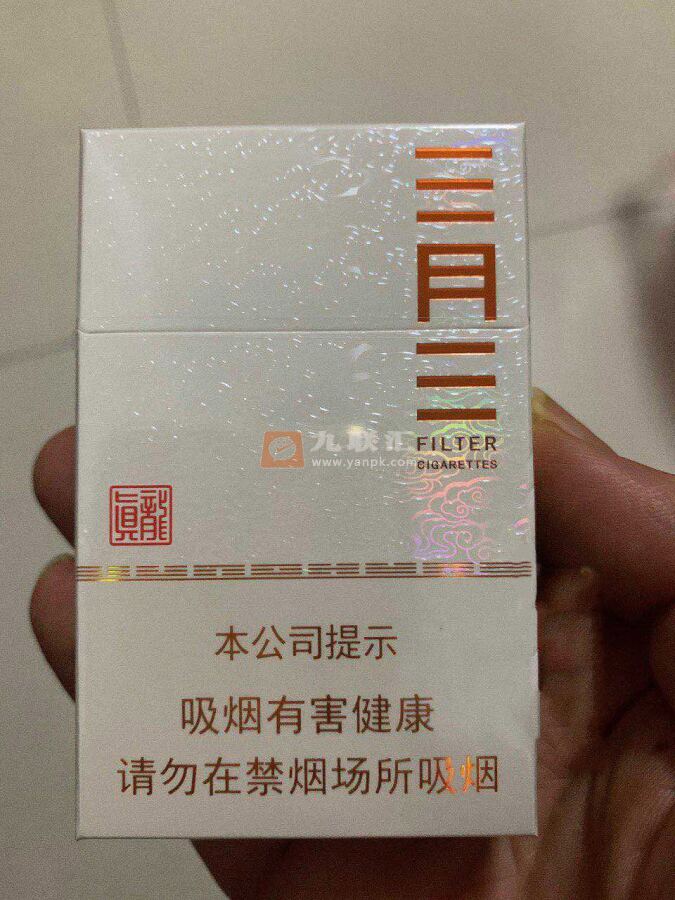 三月三
FILTER
CIGARETTES
九联汇
www.yanpk.com
真龍
本公司提示
吸烟有害健康
请勿在禁烟场所吸烟